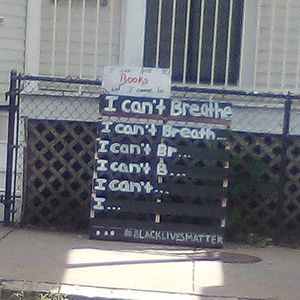 Books
I can't Breathe
I can't Breath...
I can't Br...
I can't B...
I can't...
I...
... #BLACKLIVESMATTER